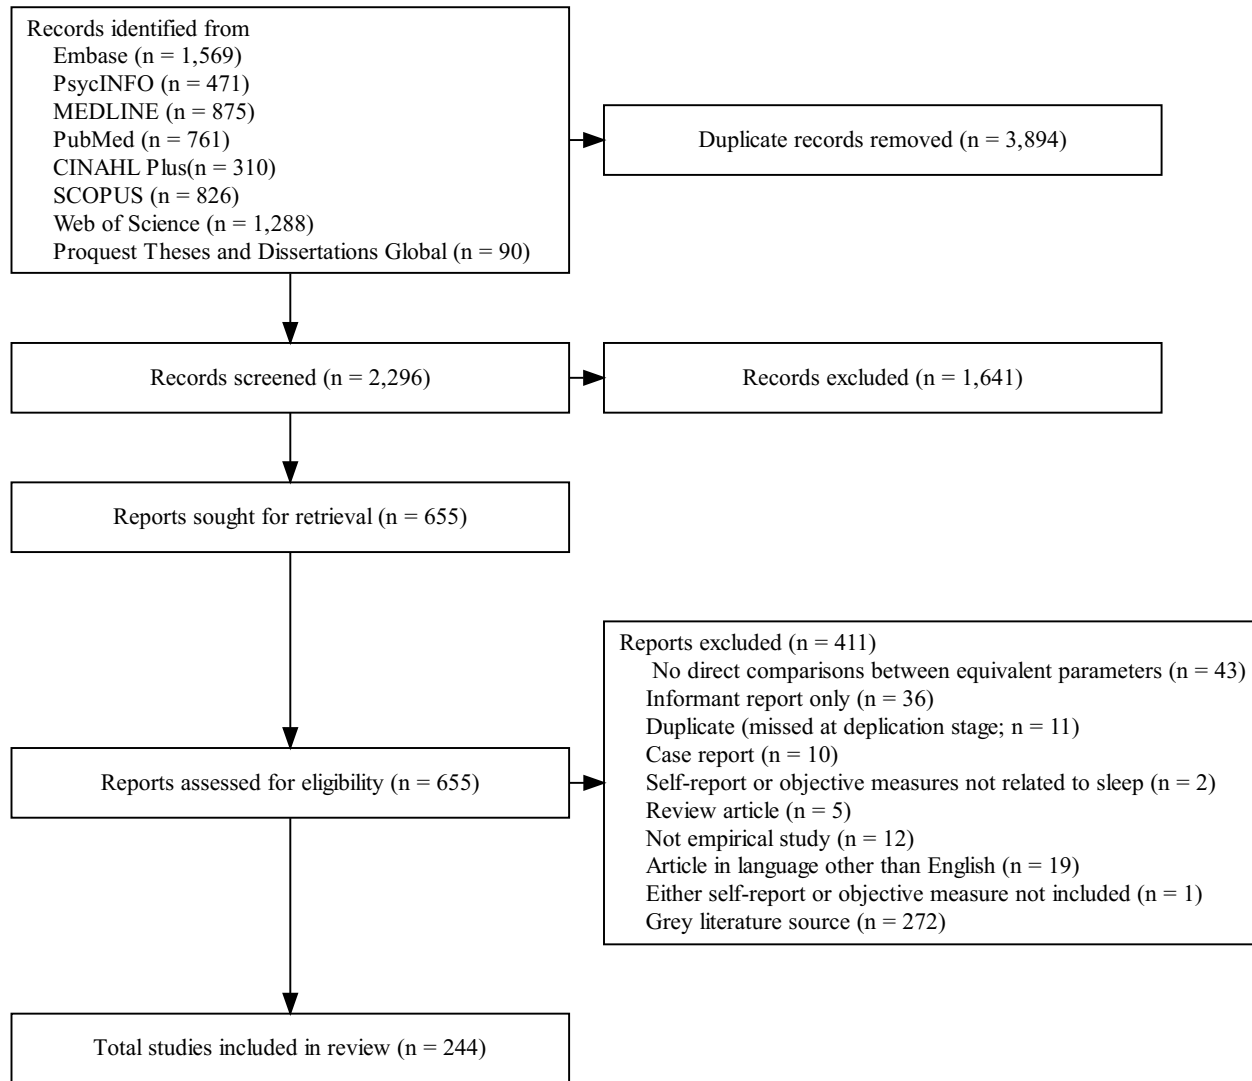 Records identified from
Embase (n = 1,569)
PsycINFO (n = 471)
MEDLINE (n = 875)
PubMed (n = 761)
CINAHL Plus(n = 310)
SCOPUS (n = 826)
Web of Science (n = 1,288)
Proquest Theses and Dissertations Global (n = 90)
Duplicate records removed (n = 3,894)
Records screened (n = 2,296)
Records excluded (n = 1,641)
Reports sought for retrieval (n = 655)
Reports assessed for eligibility (n = 655)
Reports excluded (n = 411)
No direct comparisons between equivalent parameters (n = 43)
Informant report only (n = 36)
Duplicate (missed at deplication stage; n = 11)
Case report (n = 10)
Self-report or objective measures not related to sleep (n = 2)
Review article (n = 5)
Not empirical study (n = 12)
Article in language other than English (n = 19)
Either self-report or objective measure not included (n = 1)
Grey literature source (n = 272)
Total studies included in review (n = 244)